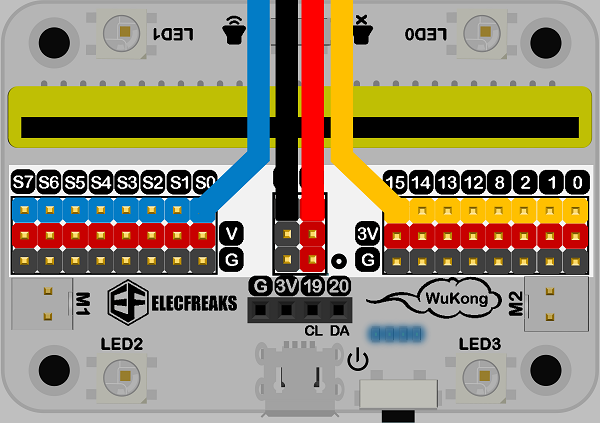 LED1
LED0
S7 S6 S5 S4 S3 S2 S1 S0
15 14 13 12 8 2 1 0
V
3V
G
G
M1
EF ELECFREAKS
G 3V 19 20
CL DA
WuKong
M2
LED2
LED3